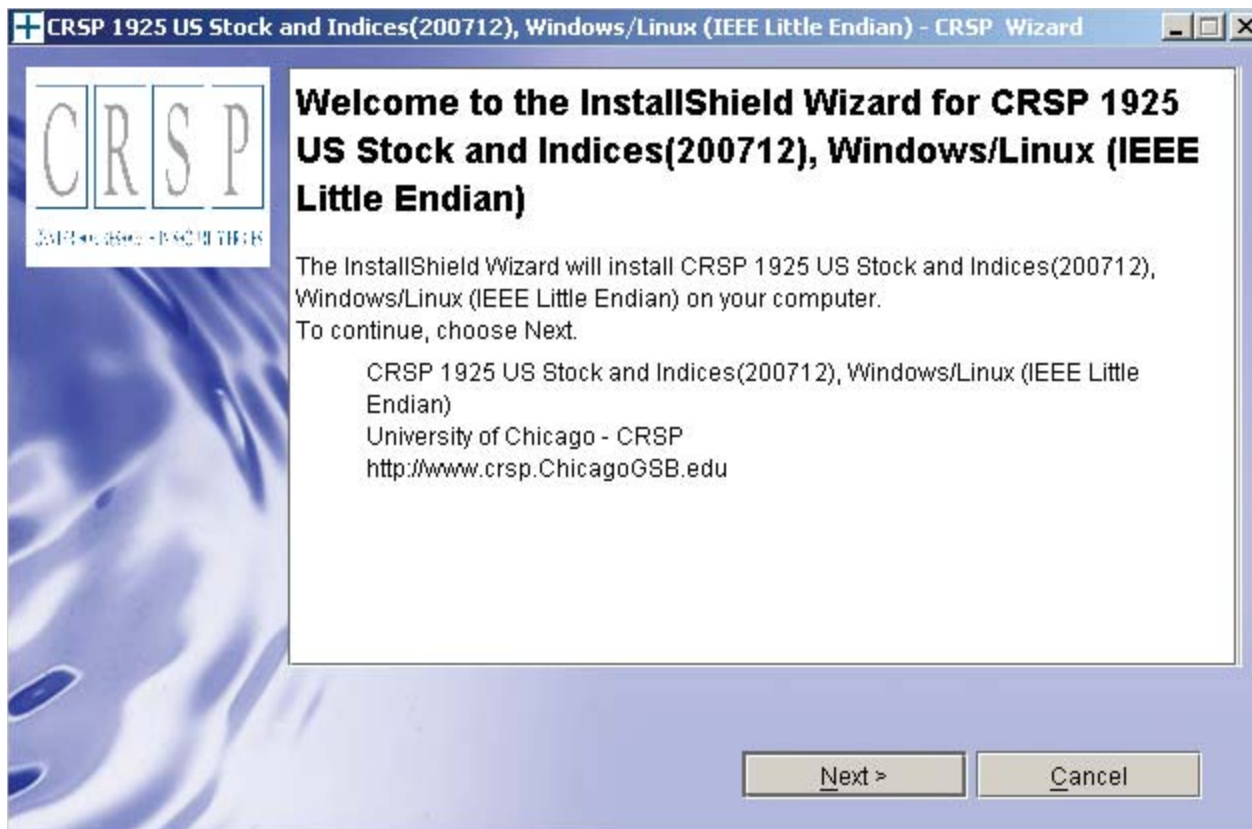 CRSP 1925 US Stock and Indices(200712), Windows/Linux (IEEE Little Endian) - CRSP Wizard
CRSP
Welcome to the InstallShield Wizard for CRSP 1925
US Stock and Indices(200712), Windows/Linux (IEEE
Little Endian)
The InstallShield Wizard will install CRSP 1925 US Stock and Indices(200712),
Windows/Linux (IEEE Little Endian) on your computer.
To continue, choose Next.
CRSP 1925 US Stock and Indices(200712), Windows/Linux (IEEE Little
Endian)
University of Chicago - CRSP
http://www.crsp.ChicagoGSB.edu
Next >
Cancel